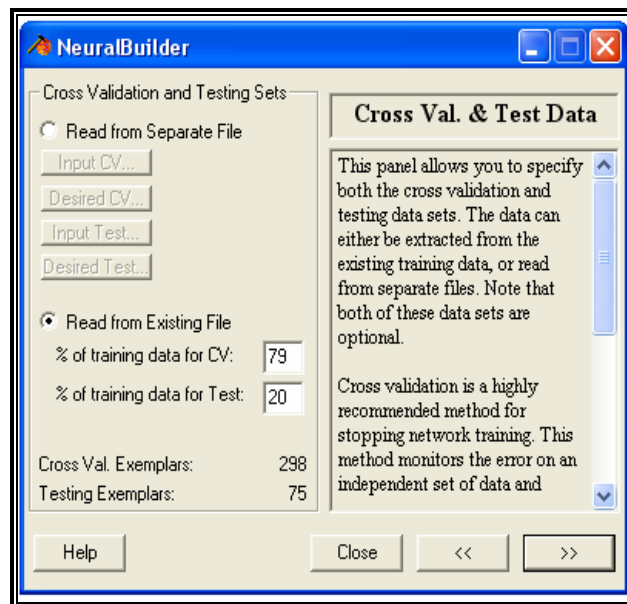 NeuralBuilder
Cross Validation and Testing Sets
Read from Separate File
Input CV...
Desired CV...
Input Test...
Desired Test...
Read from Existing File
% of training data for CV: 79
% of training data for Test: 20
Cross Val. Exemplars: 298
Testing Exemplars: 75
Cross Val. & Test Data
This panel allows you to specify
both the cross validation and
testing data sets. The data can
either be extracted from the
existing training data, or read
from separate files. Note that
both of these data sets are
optional.
Cross validation is a highly
recommended method for
stopping network training. This
method monitors the error on an
independent set of data and
Help
Close
<<
>>